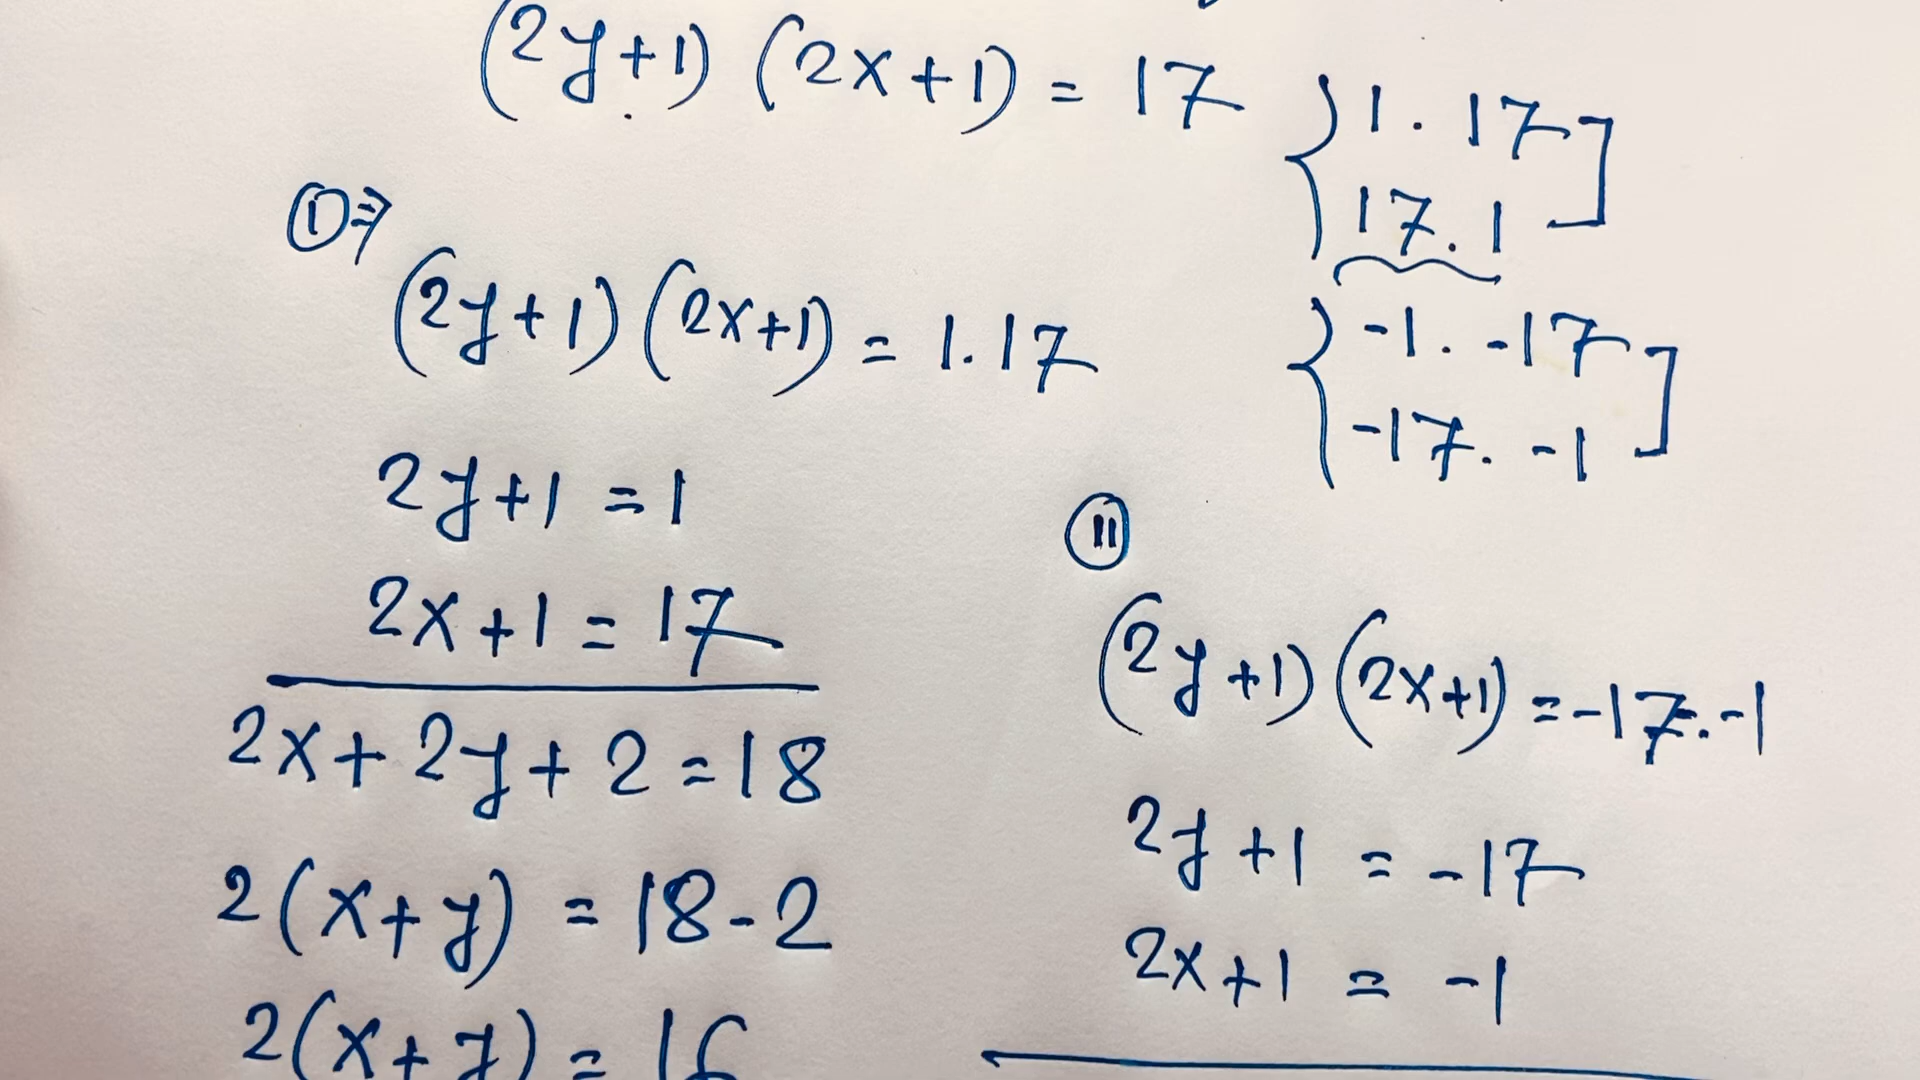 (2y+1) (2x+1) = 17
1 . 17
17 . 1
-1 . -17
-17 . -1
① ⇒
(2y+1)(2x+1) = 1.17
2y+1 = 1
2x+1 = 17
2x+2y+2 = 18
2(x+y) = 18-2
2(x+y) = 16
②
(2y+1)(2x+1) = -17.-1
2y+1 = -17
2x+1 = -1